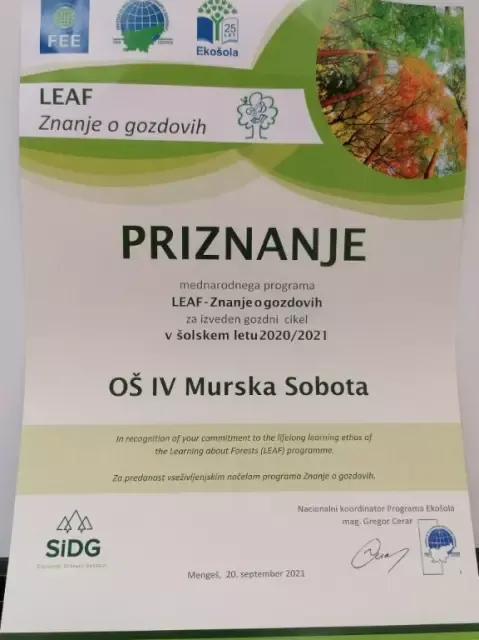 FEE
25
LET
Ekošola
LEAF
Znanje o gozdovih
PRIZNANJE
mednarodnega programa
LEAF-Znanje o gozdovih
za izveden gozdni cikel
v šolskem letu 2020/2021
OŠ IV Murska Sobota
In recognition of your commitment to the lifelong learning ethos of
the Learning about Forests (LEAF) programme.
Za predanost vseživljenjskim načelam programa Znanje o gozdovih.
Nacionalni koordinator Programa Ekošola
mag. Gregor Cerar
SiDG
Mengeš, 20. september 2021